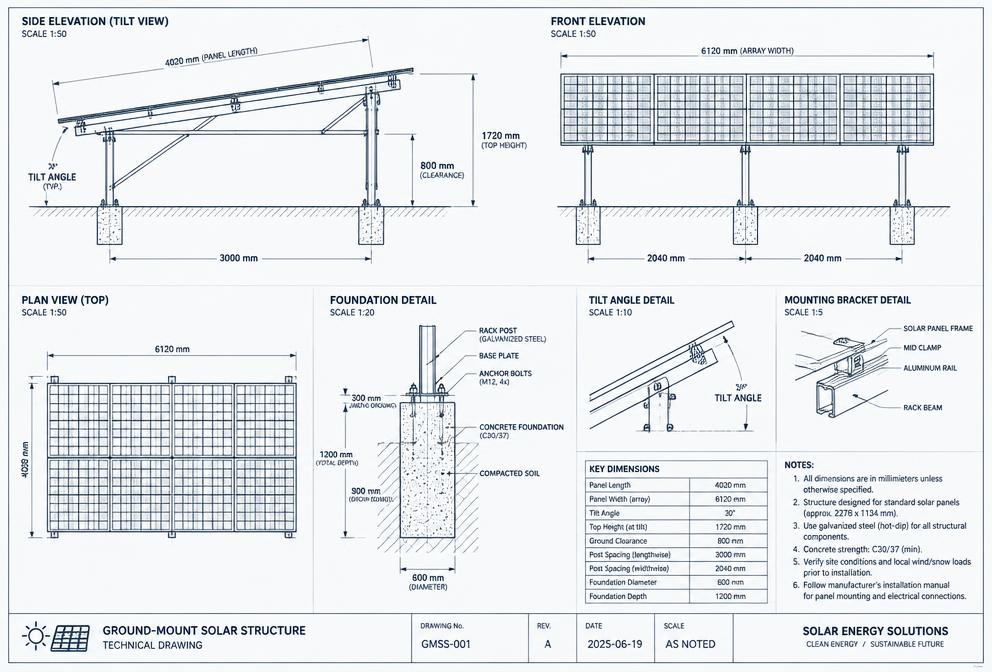 SIDE ELEVATION (TILT VIEW)
SCALE 1:50
4020 mm (PANEL LENGTH)
TILT ANGLE
(TYP.)
1720 mm
(TOP HEIGHT)
800 mm
(CLEARANCE)
3000 mm
FRONT ELEVATION
SCALE 1:50
6120 mm (ARRAY WIDTH)
2040 mm
2040 mm
PLAN VIEW (TOP)
SCALE 1:50
6120 mm
FOUNDATION DETAIL
SCALE 1:20
RACK POST
(GALVANIZED STEEL)
BASE PLATE
ANCHOR BOLTS
(M12, 4x)
300 mm
CONCRETE FOUNDATION
(C30/37)
1200 mm
(TOTAL DEPTH)
COMPACTED SOIL
900 mm
600 mm
(DIAMETER)
TILT ANGLE DETAIL
SCALE 1:10
TILT ANGLE
MOUNTING BRACKET DETAIL
SCALE 1:5
SOLAR PANEL FRAME
MID CLAMP
ALUMINUM RAIL
RACK BEAM
KEY DIMENSIONS
Panel Length 4020 mm
Panel Width (array) 6120 mm
Tilt Angle 30°
Top Height (at tilt) 1720 mm
Ground Clearance 800 mm
Post Spacing (lengthwise) 3000 mm
Post Spacing (widthwise) 2040 mm
Foundation Diameter 600 mm
Foundation Depth 1200 mm
NOTES:
1. All dimensions are in millimieters unless
otherwise specified.
2. Structure designed for standard solar panels
(approx. 2276 x 1134 mm).
3. Use galvanized steel (hot-dip) for all structural
components.
4. Concrete strength: C30/37 (min).
5. Verify site conditions and local wind/snow loads
prior to installation.
6. Follow manufacturer's installation manual
for panel mounting and electrical connections.
GROUND-MOUNT SOLAR STRUCTURE
TECHNICAL DRAWING
DRAWING No.
GMSS-001
REV.
A
DATE
2025-06-19
SCALE
AS NOTED
SOLAR ENERGY SOLUTIONS
CLEAN ENERGY / SUSTAINABLE FUTURE